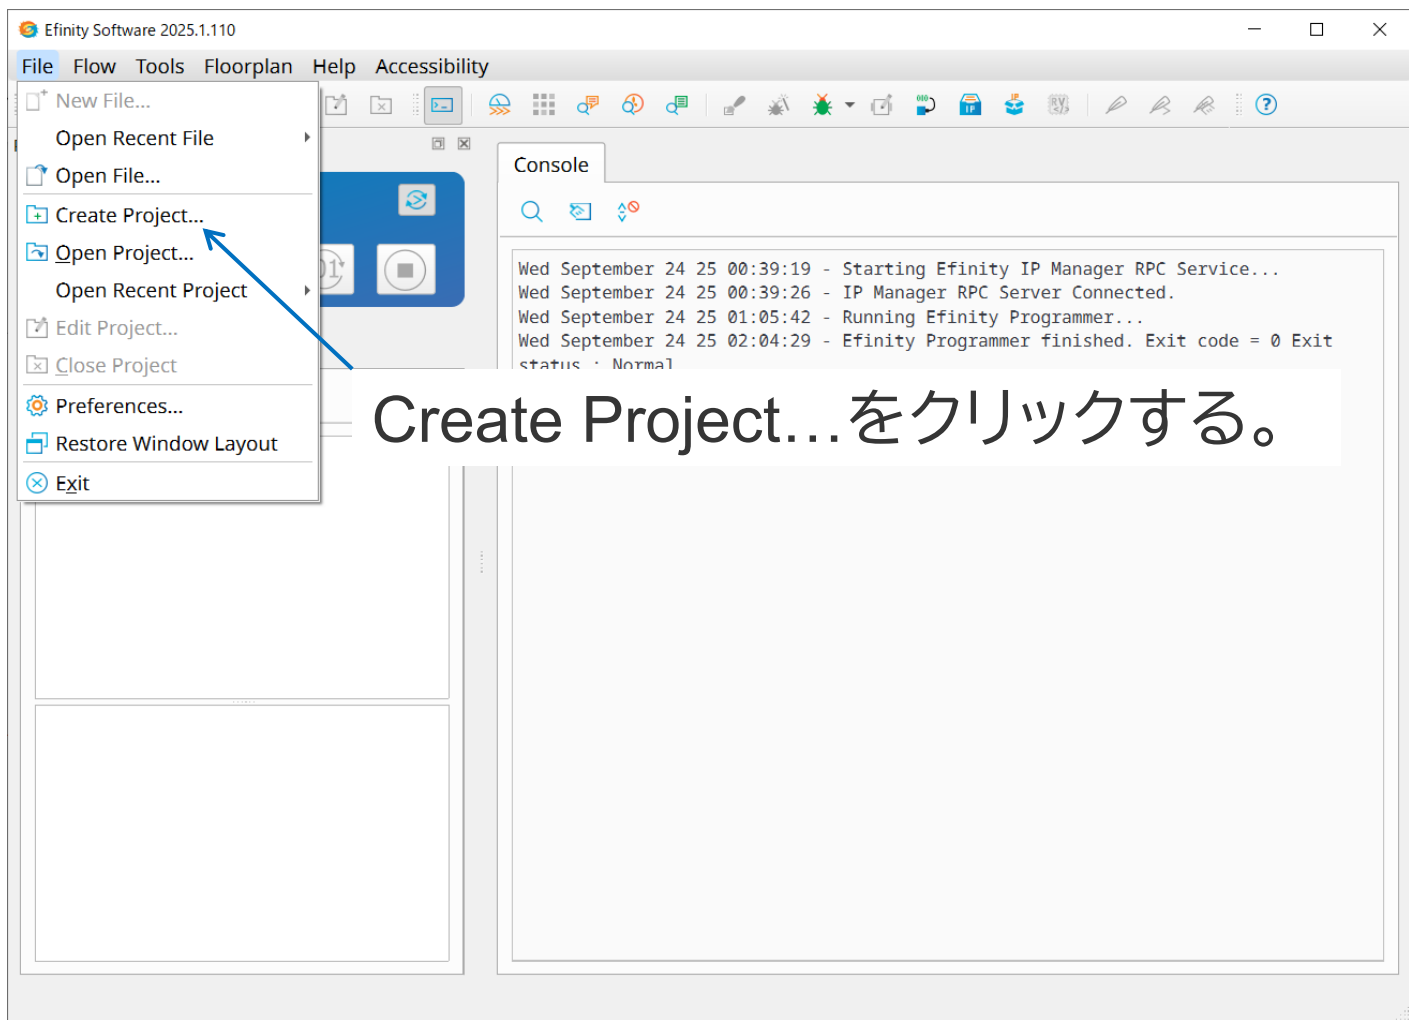 Efinity Software 2025.1.110
File Flow Tools Floorplan Help Accessibility
New File...
Open Recent File
Open File...
Create Project...
Open Project...
Open Recent Project
Edit Project...
Close Project
Preferences...
Restore Window Layout
Exit
Console
Wed September 24 25 00:39:19 - Starting Efinity IP Manager RPC Service...
Wed September 24 25 00:39:26 - IP Manager RPC Server Connected.
Wed September 24 25 01:05:42 - Running Efinity Programmer...
Wed September 24 25 02:04:29 - Efinity Programmer finished. Exit code = 0 Exit
status : Normal
Create Project...をクリックする。